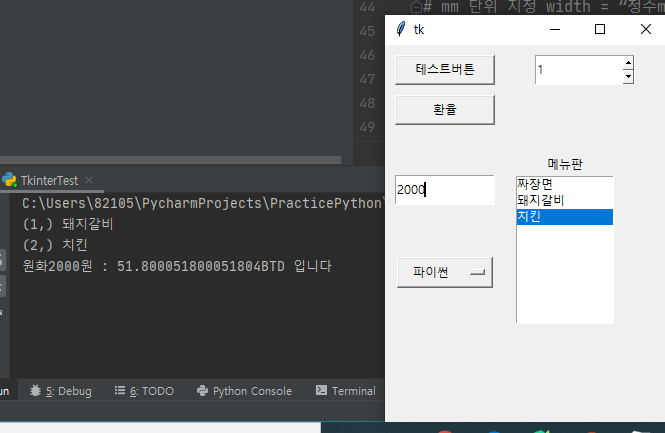 44 # mm 단위 지정 width = "정수m
45
46
47
48
49
TkinterTest
C:\Users\82105\PycharmProjects\PracticePython\
(1,) 돼지갈비
(2,) 치킨
원화2000원 : 51.800051800051804BTD 입니다
un 5: Debug 6: TODO Python Console Terminal
tk
테스트버튼
1
환율
메뉴판
2000
짜장면
돼지갈비
치킨
파이썬